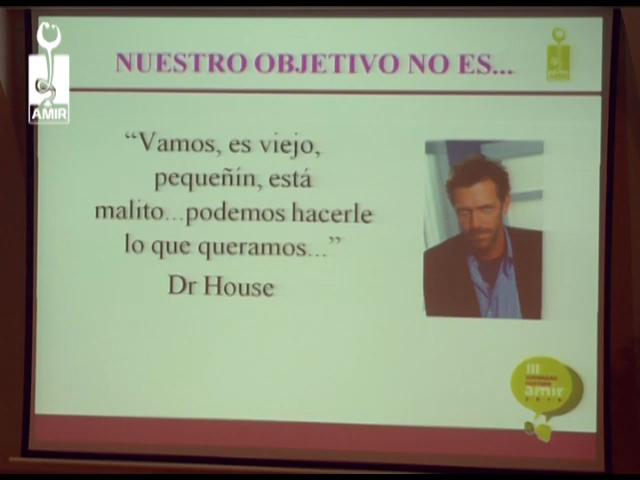 AMIR
NUESTRO OBJETIVO NO ES...
“Vamos, es viejo,
pequeñín, está
malito...podemos hacerle
lo que queramos...”
Dr House
III
amir